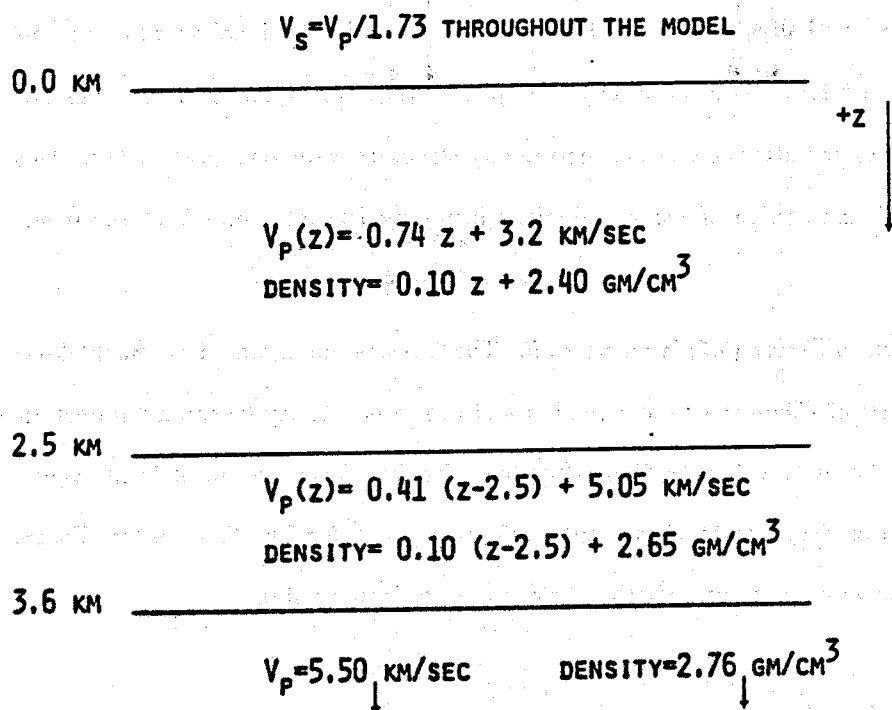 V_S=V_P/1.73 THROUGHOUT THE MODEL
0.0 KM
+Z
V_P(z)= 0.74 z + 3.2 KM/SEC
DENSITY= 0.10 z + 2.40 GM/CM^3
2.5 KM
V_P(z)= 0.41 (z-2.5) + 5.05 KM/SEC
DENSITY= 0.10 (z-2.5) + 2.65 GM/CM^3
3.6 KM
V_P=5.50 KM/SEC DENSITY=2.76 GM/CM^3